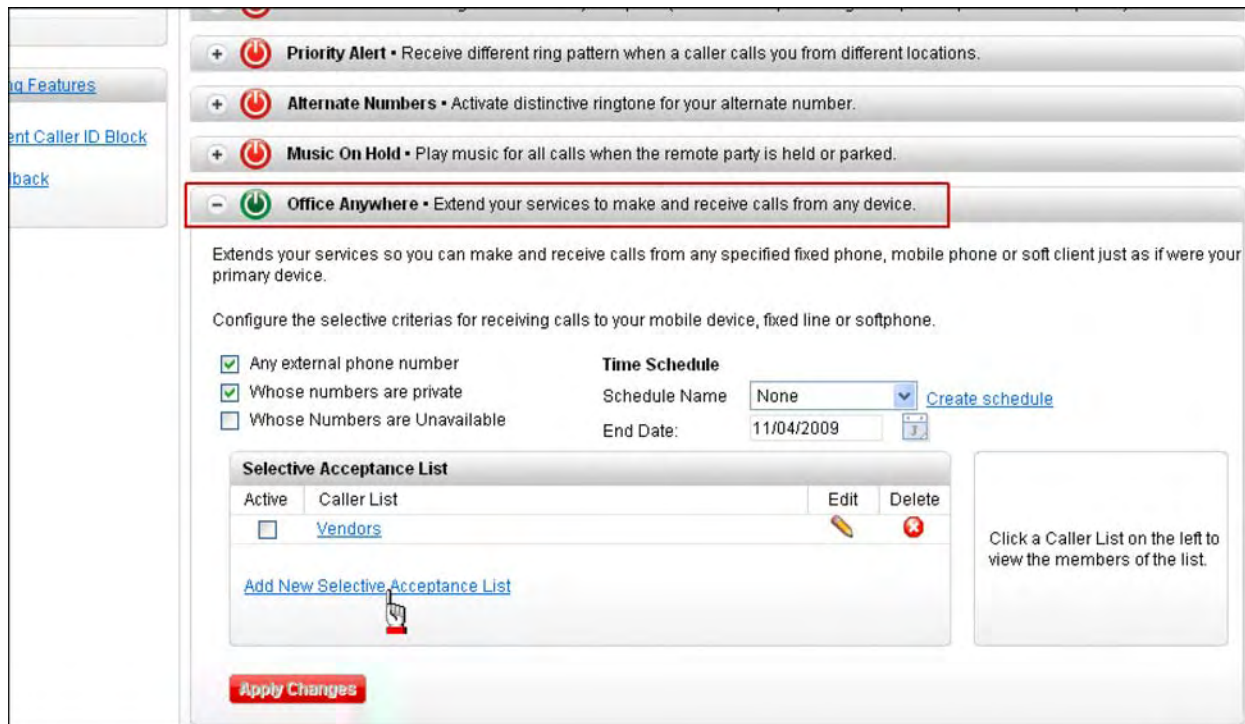 Priority Alert • Receive different ring pattern when a caller calls you from different locations.
ng Features
Alternate Numbers • Activate distinctive ringtone for your alternate number.
ent Caller ID Block
Music On Hold • Play music for all calls when the remote party is held or parked.
lback
Office Anywhere • Extend your services to make and receive calls from any device.
Extends your services so you can make and receive calls from any specified fixed phone, mobile phone or soft client just as if were your
primary device.
Configure the selective criterias for receiving calls to your mobile device, fixed line or softphone.
Any external phone number
Whose numbers are private
Whose Numbers are Unavailable
Time Schedule
Schedule Name None Create schedule
End Date: 11/04/2009
Selective Acceptance List
Active Caller List Edit Delete
Vendors
Add New Selective Acceptance List
Click a Caller List on the left to
view the members of the list.
Apply Changes